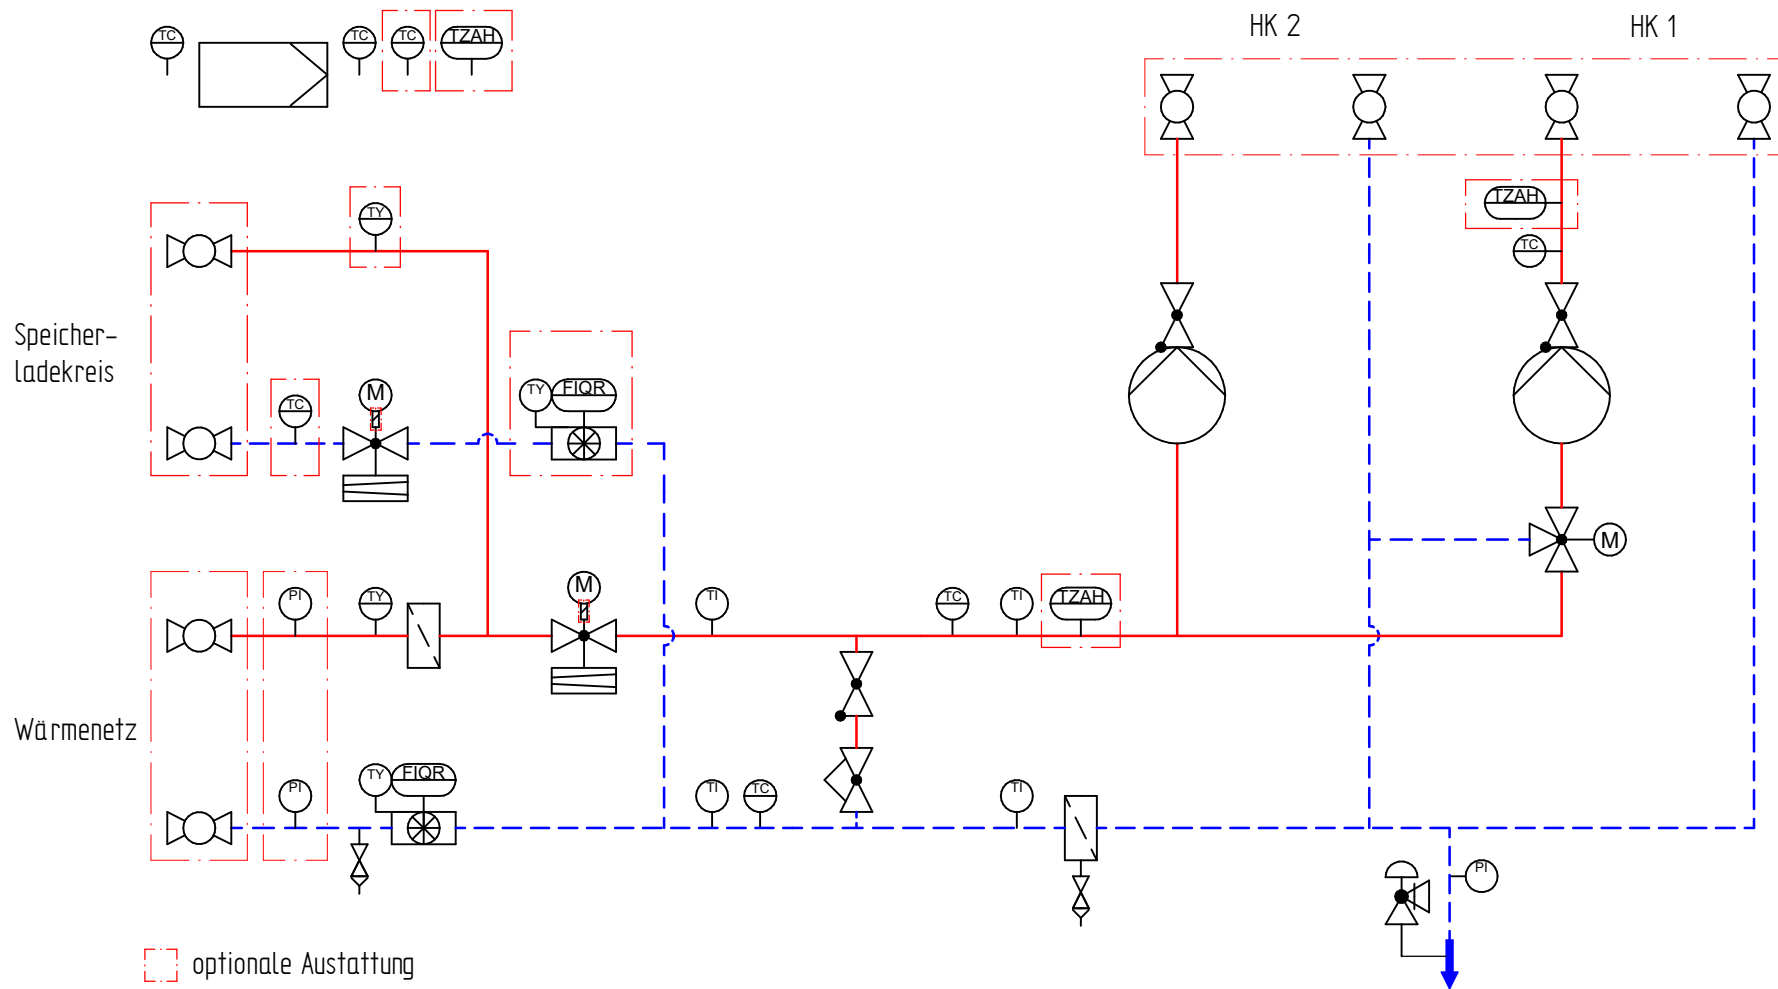 HK 2
HK 1
TC
TC
TC
TZAH
TZAH
TY
TC
Speicher-
ladekreis
TC
M
TY
FIQR
M
M
PI
TY
TI
TC
TI
TZAH
Wärmenetz
PI
TY
FIQR
TI
TC
TI
PI
optionale Austattung